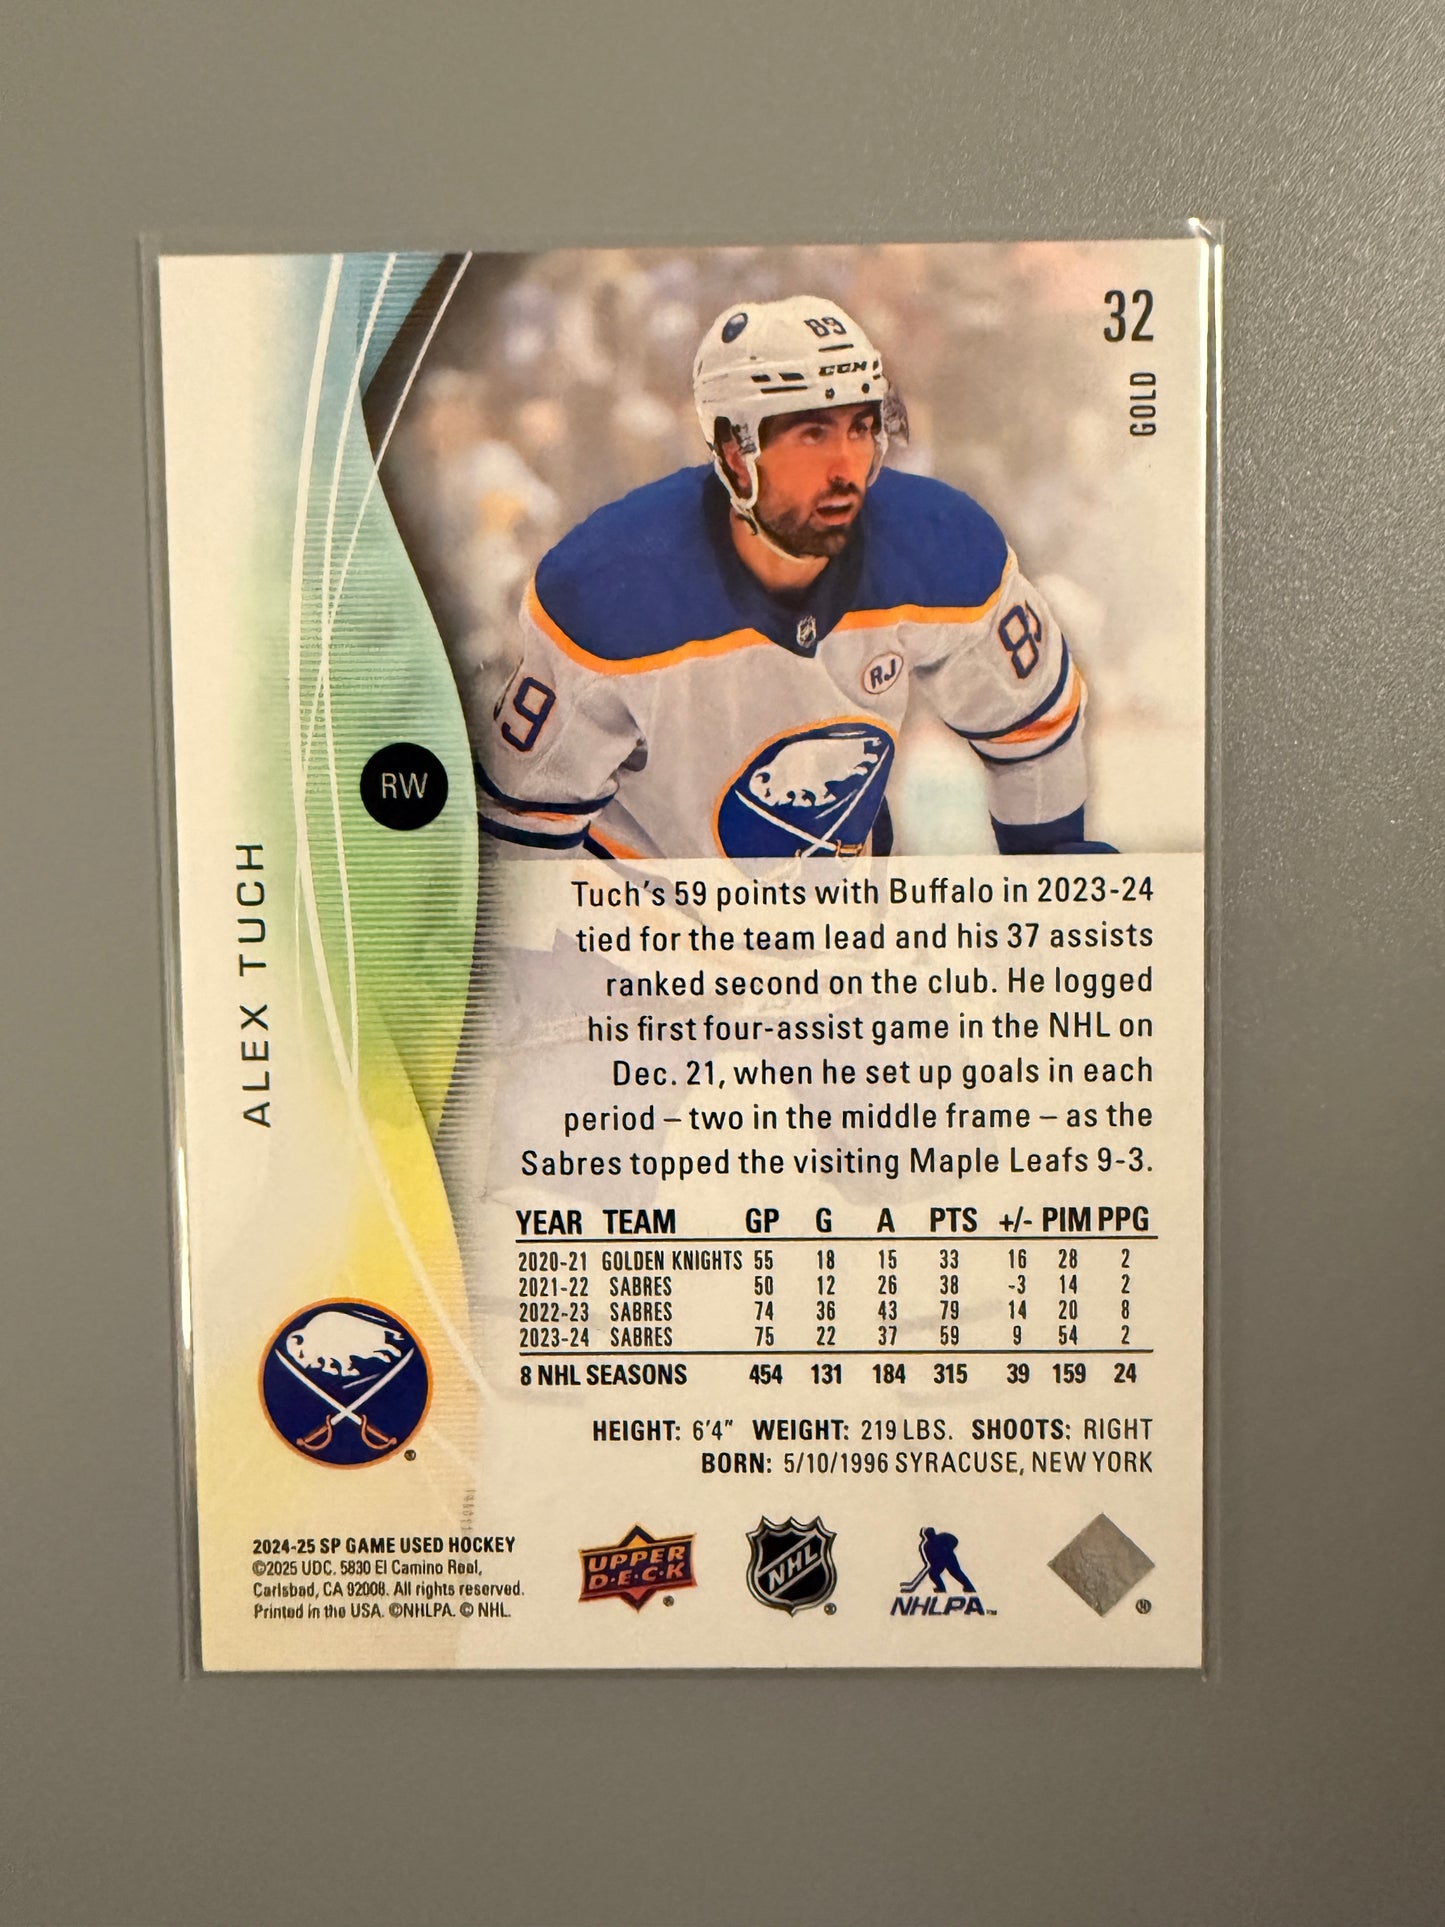 32
GOLD
89
CCM
RJ
89
89
RW
ALEX TUCH
Tuch's 59 points with Buffalo in 2023-24
tied for the team lead and his 37 assists
ranked second on the club. He logged
his first four-assist game in the NHL on
Dec. 21, when he set up goals in each
period – two in the middle frame – as the
Sabres topped the visiting Maple Leafs 9-3.
YEAR TEAM GP G A PTS +/- PIM PPG
2020-21 GOLDEN KNIGHTS 55 18 15 33 16 28 2
2021-22 SABRES 50 12 26 38 -3 14 2
2022-23 SABRES 74 36 43 79 14 20 8
2023-24 SABRES 75 22 37 59 9 54 2
8 NHL SEASONS 454 131 184 315 39 159 24
HEIGHT: 6'4" WEIGHT: 219 LBS. SHOOTS: RIGHT
BORN: 5/10/1996 SYRACUSE, NEW YORK
2024-25 SP GAME USED HOCKEY
©2025 UDC. 5830 El Camino Real,
Carlsbad, CA 92008. All rights reserved.
Printed in the USA. ©NHLPA. © NHL.
UPPER
D·E·C·K
®
NHL
®
NHLPA™
®